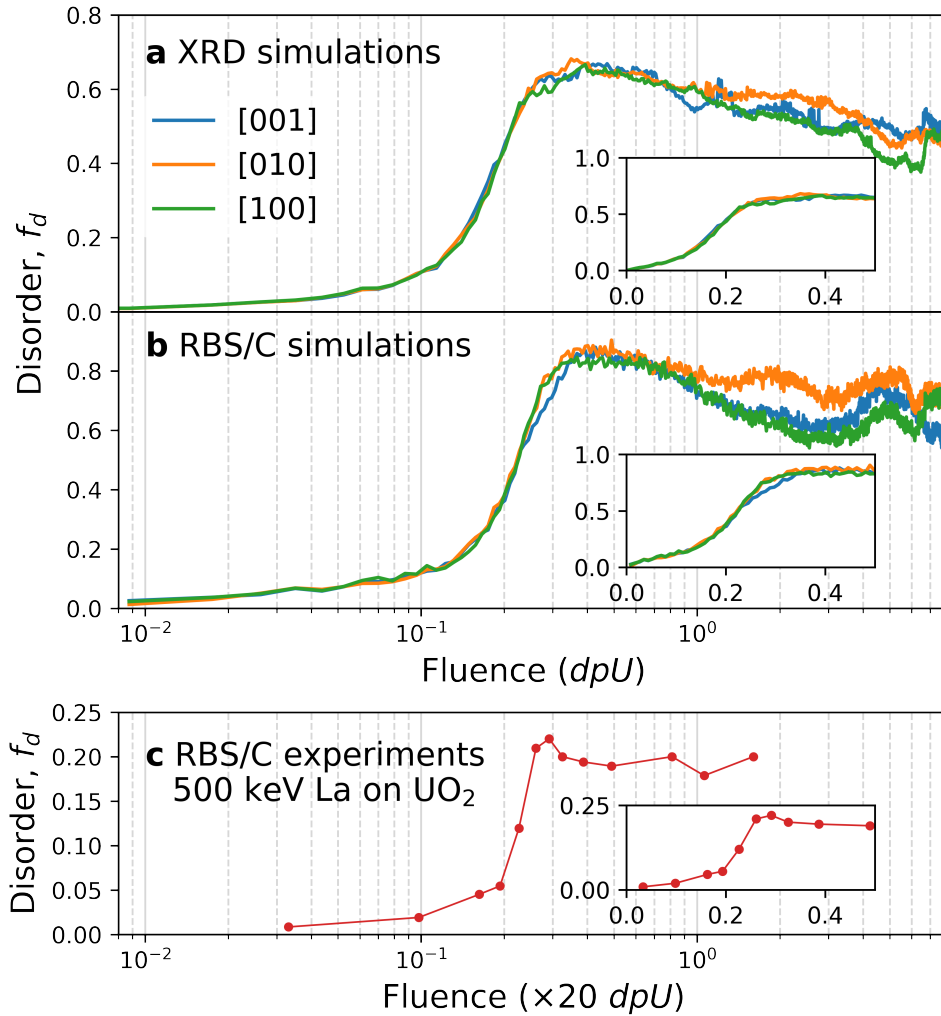 0.8
a XRD simulations
0.6
[001]
[010]
[100]
0.4
0.2
0.0
Disorder, f_d
1.0
0.5
0.0
0.0 0.2 0.4
b RBS/C simulations
0.8
0.6
0.4
0.2
0.0
1.0
0.5
0.0
0.0 0.2 0.4
10⁻² 10⁻¹ 10⁰
Fluence (dpU)
0.25
c RBS/C experiments
500 keV La on UO₂
0.20
0.15
0.10
0.05
0.00
Disorder, f_d
0.25
0.00
0.0 0.2 0.4
10⁻² 10⁻¹ 10⁰
Fluence (×20 dpU)